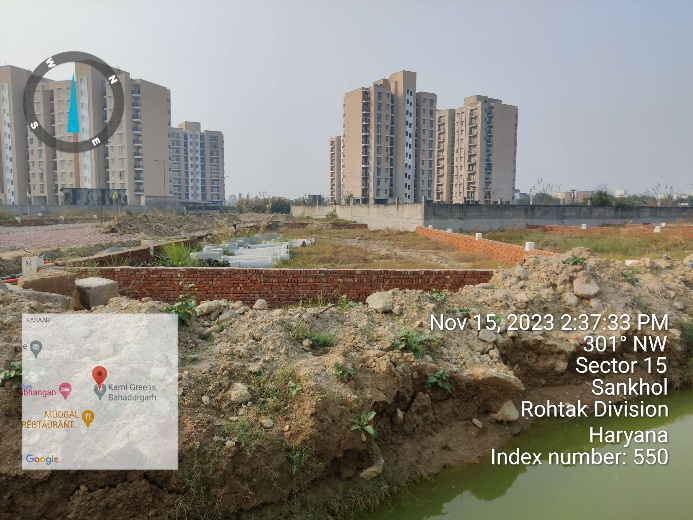 W
N
S
E
Nov 15, 2023 2:37:33 PM
301° NW
Sector 15
Sankhol
Rohtak Division
Haryana
Index number: 550
KASAAR
Kami Greens,
Bahadurgarh
MUDGAL
Google